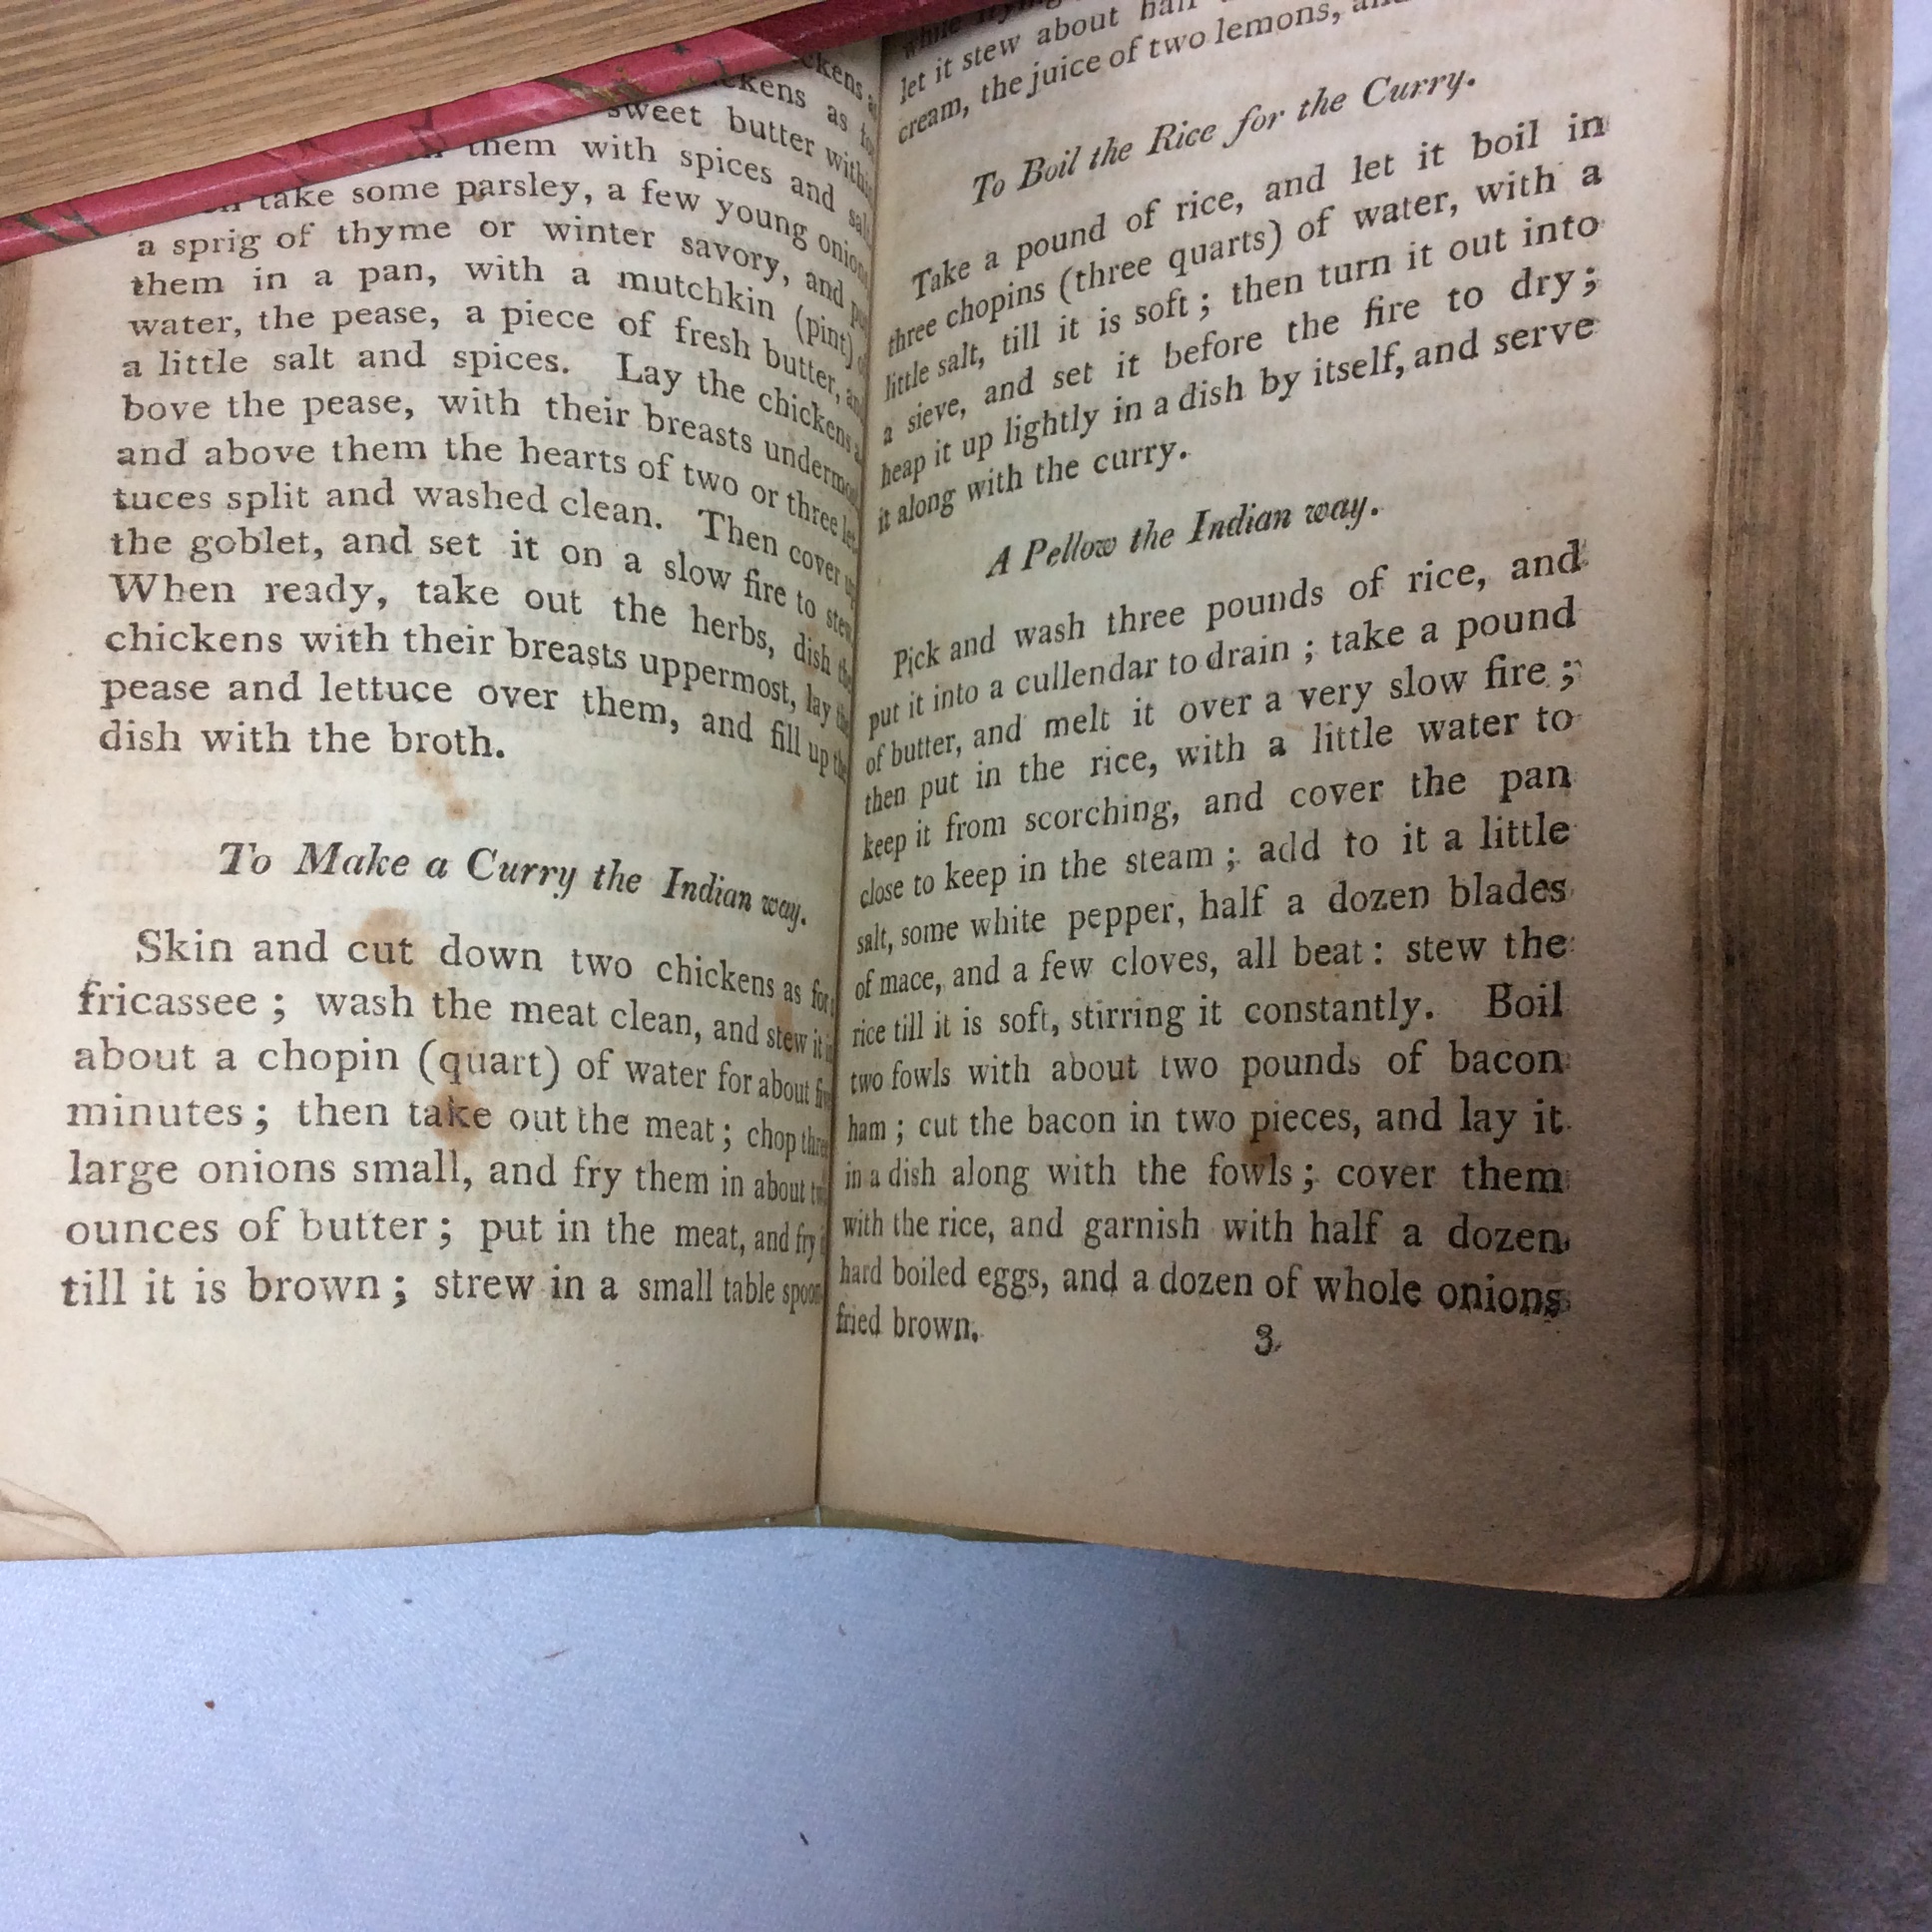 sweet butter within
them with spices and
take some parsley, a few young onions
a sprig of thyme or winter savory, and
them in a pan, with a mutchkin (pint)
water, the pease, a piece of fresh butter,
a little salt and spices. Lay the chickens
bove the pease, with their breasts undermost
and above them the hearts of two or three
tuces split and washed clean. Then cover
the goblet, and set it on a slow fire to stew
When ready, take out the herbs, dish the
chickens with their breasts uppermost, lay the
pease and lettuce over them, and fill up the
dish with the broth.
To Make a Curry the Indian way.
Skin and cut down two chickens as for
fricassee ; wash the meat clean, and stew it
about a chopin (quart) of water for about
minutes ; then take out the meat ; chop three
large onions small, and fry them in about
ounces of butter ; put in the meat, and fry
till it is brown ; strew in a small table spoon
let it stew about half
cream, the juice of two lemons,
To Boil the Rice for the Curry.
Take a pound of rice, and let it boil in
three chopins (three quarts) of water, with a
little salt, till it is soft ; then turn it out into
a sieve, and set it before the fire to dry ;
heap it up lightly in a dish by itself, and serve
it along with the curry.
A Pellow the Indian way.
Pick and wash three pounds of rice, and
put it into a cullendar to drain ; take a pound
of butter, and melt it over a very slow fire ;
then put in the rice, with a little water to
keep it from scorching, and cover the pan
close to keep in the steam ; add to it a little
salt, some white pepper, half a dozen blades
of mace, and a few cloves, all beat : stew the
rice till it is soft, stirring it constantly. Boil
two fowls with about two pounds of bacon
ham ; cut the bacon in two pieces, and lay it
in a dish along with the fowls ; cover them
with the rice, and garnish with half a dozen
hard boiled eggs, and a dozen of whole onions
fried brown.
3